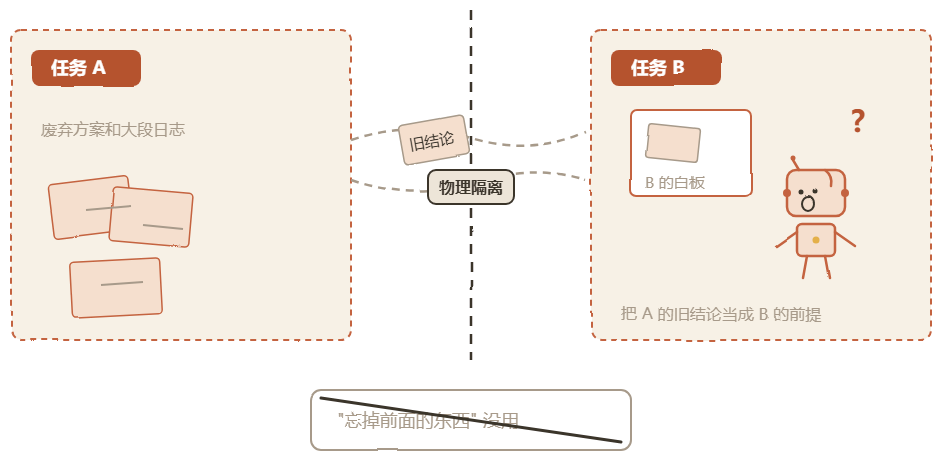 任务 A
废弃方案和大段日志
旧结论
物理隔离
任务 B
?
B 的白板
把 A 的旧结论当成 B 的前提
"忘掉前面的东西" 没用